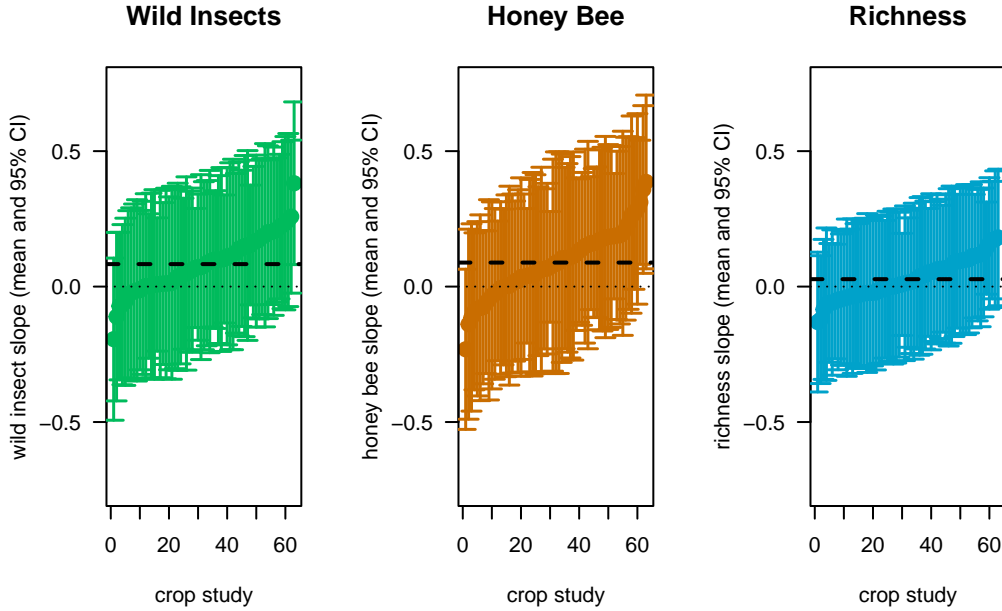 Wild Insects
wild insect slope (mean and 95% CI)
0.5
0.0
−0.5
0 20 40 60
crop study
Honey Bee
honey bee slope (mean and 95% CI)
0.5
0.0
−0.5
0 20 40 60
crop study
Richness
richness slope (mean and 95% CI)
0.5
0.0
−0.5
0 20 40 60
crop study